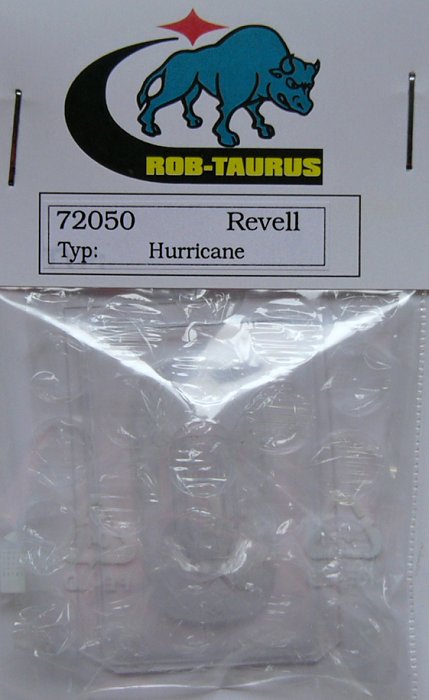 ROB-TAURUS
72050 Revell
Typ: Hurricane